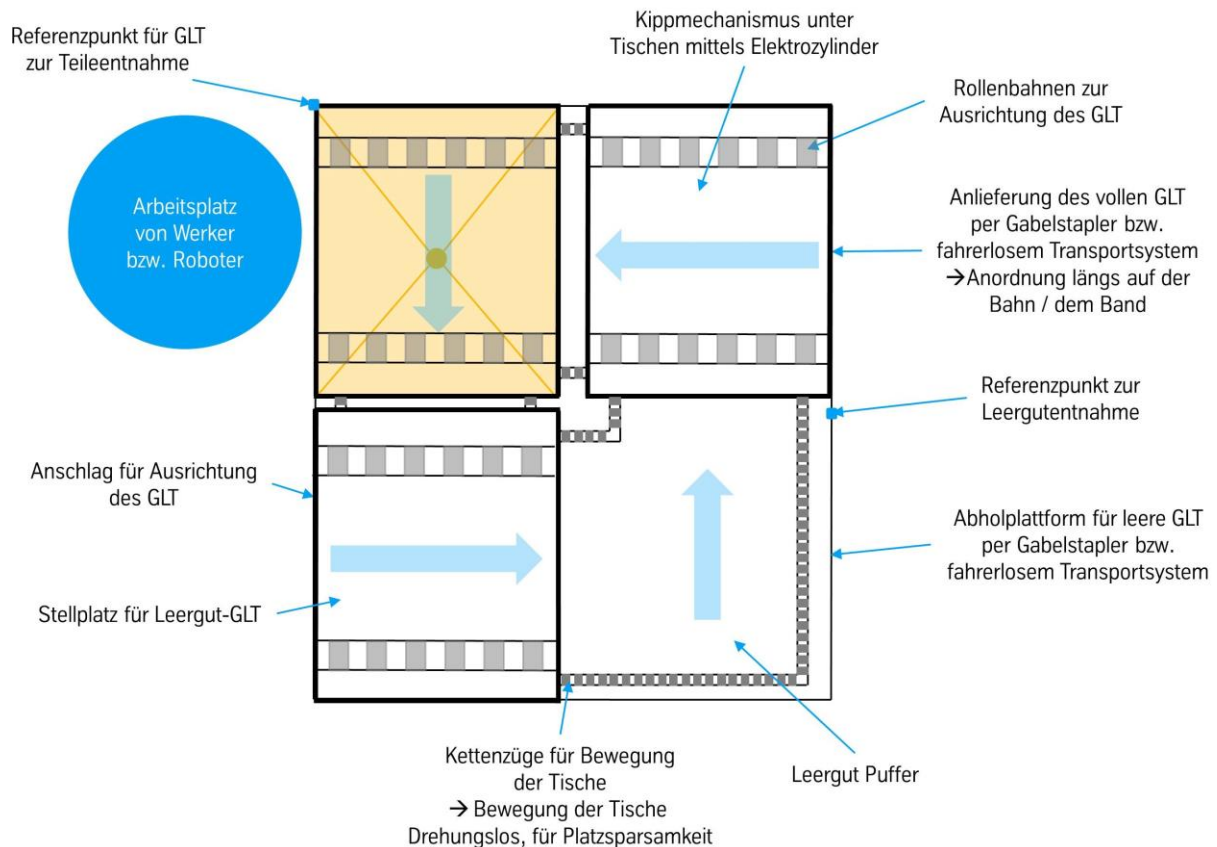 Referenzpunkt für GLT
zur Teileentnahme
Kippmechanismus unter
Tischen mittels Elektrozylinder
Rollenbahnen zur
Ausrichtung des GLT
Arbeitsplatz
von Werker
bzw. Roboter
Anlieferung des vollen GLT
per Gabelstapler bzw.
fahrerlosem Transportsystem
→Anordnung längs auf der
Bahn / dem Band
Referenzpunkt zur
Leergutentnahme
Anschlag für Ausrichtung
des GLT
Abholplattform für leere GLT
per Gabelstapler bzw.
fahrerlosem Transportsystem
Stellplatz für Leergut-GLT
Kettenzüge für Bewegung
der Tische
→ Bewegung der Tische
Drehungslos, für Platzsparsamkeit
Leergut Puffer